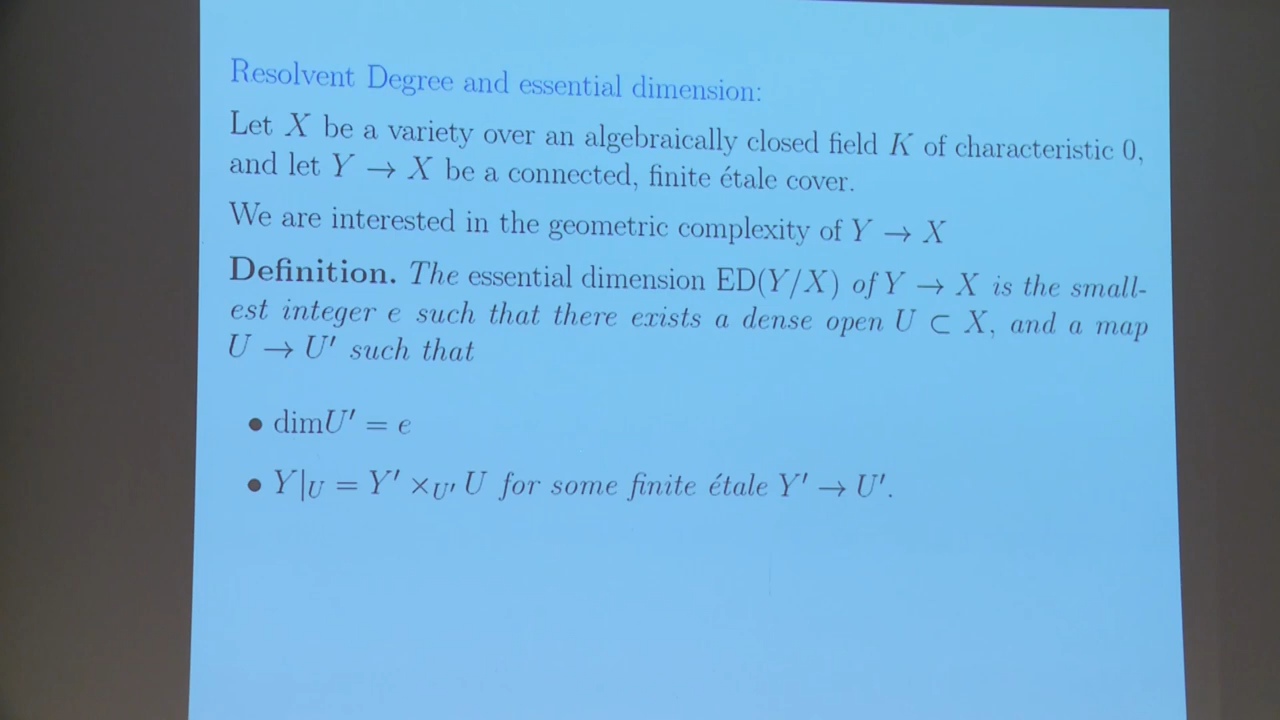 Resolvent Degree and essential dimension:
Let X be a variety over an algebraically closed field K of characteristic 0,
and let Y → X be a connected, finite étale cover.
We are interested in the geometric complexity of Y → X
Definition. The essential dimension ED(Y/X) of Y → X is the small-
est integer e such that there exists a dense open U ⊂ X, and a map
U → U′ such that
• dimU′ = e
• Y|_U = Y′ ×_{U′} U for some finite étale Y′ → U′.